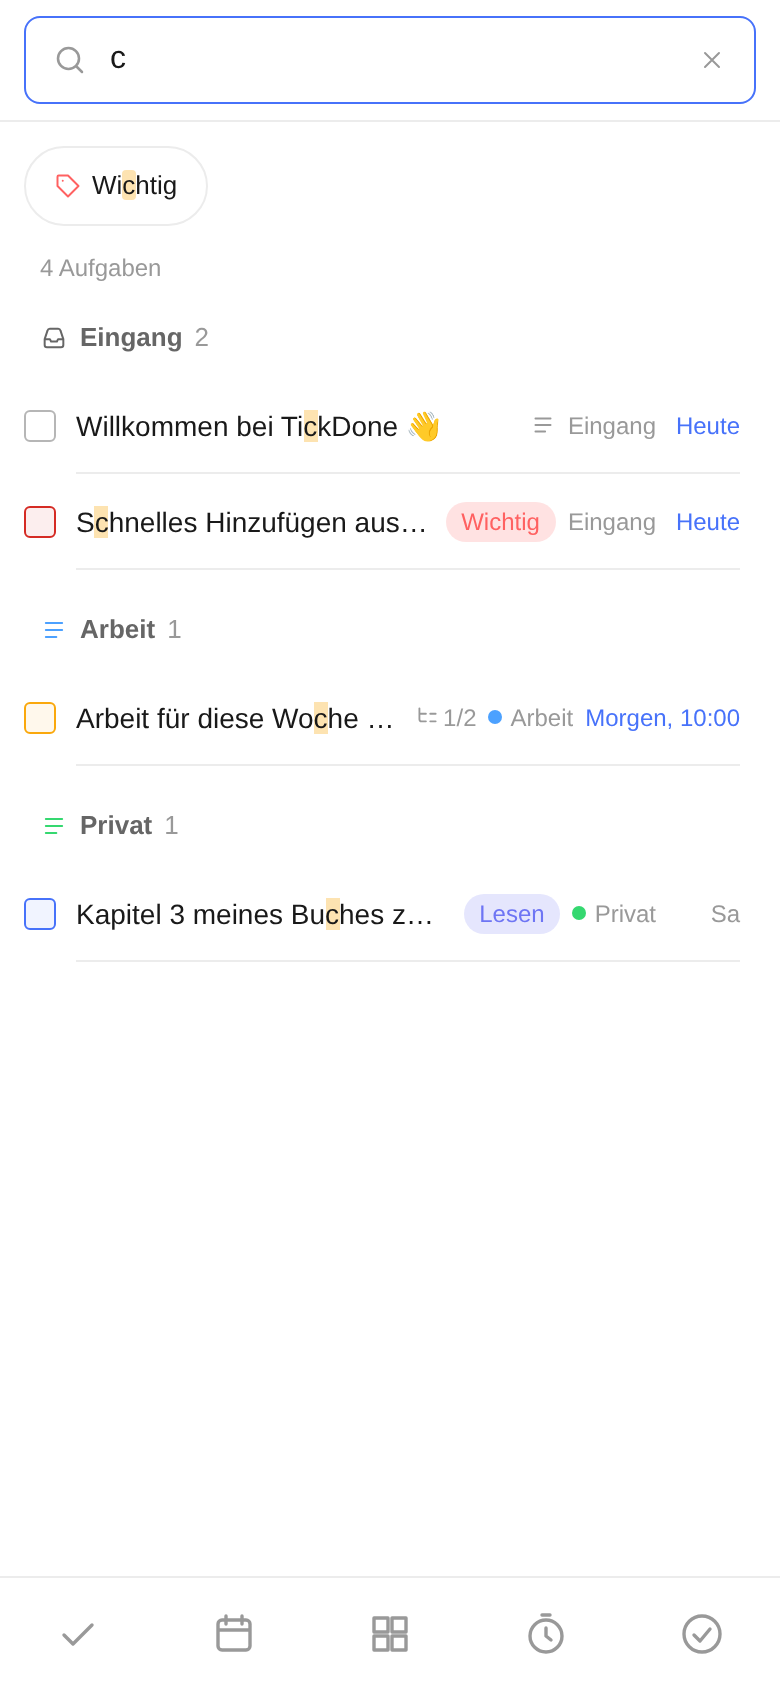 c
Wichtig
4 Aufgaben
Eingang 2
Willkommen bei TickDone 👋 Eingang Heute
Schnelles Hinzufügen aus… Wichtig Eingang Heute
Arbeit 1
Arbeit für diese Woche … 1/2 Arbeit Morgen, 10:00
Privat 1
Kapitel 3 meines Buches z… Lesen Privat Sa